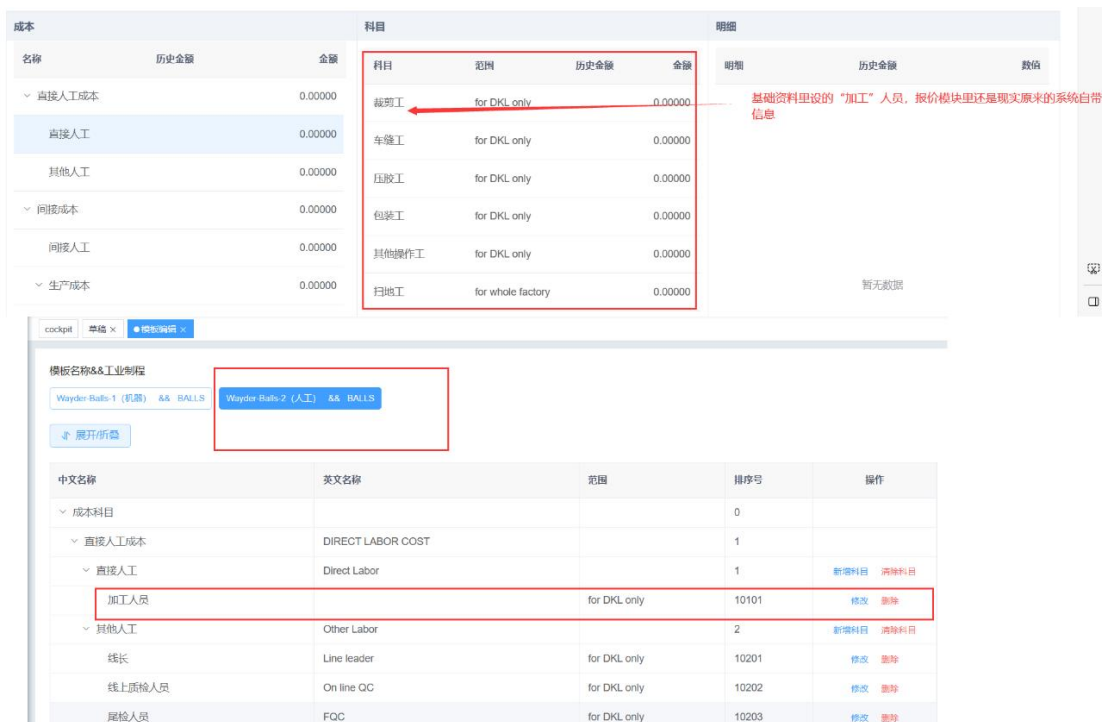 成本 科目 明细
名称 历史金额 金额 科目 范围 历史金额 金额 明细 历史金额 数值
直接人工成本 0.00000 裁剪工 for DKL only 0.00000 基础资料里设的“加工”人员，报价模块里还是现实原来的系统自带
信息
直接人工 0.00000 车缝工 for DKL only 0.00000
其他人工 0.00000 压胶工 for DKL only 0.00000
间接成本 0.00000 包装工 for DKL only 0.00000
间接人工 0.00000 其他操作工 for DKL only 0.00000
生产成本 0.00000 扫地工 for whole factory 0.00000 暂无数据
cockpit 草稿 × 模板编辑 ×
模板名称&&工业制程
Wayder-Balls-1（机器） && BALLS Wayder-Balls-2（人工） && BALLS
展开/折叠
中文名称 英文名称 范围 排序号 操作
成本科目 0
直接人工成本 DIRECT LABOR COST 1
直接人工 Direct Labor 1 新增科目 清除科目
加工人员 for DKL only 10101 修改 删除
其他人工 Other Labor 2 新增科目 清除科目
线长 Line leader for DKL only 10201 修改 删除
线上质检人员 On line QC for DKL only 10202 修改 删除
尾检人员 FQC for DKL only 10203 修改 删除